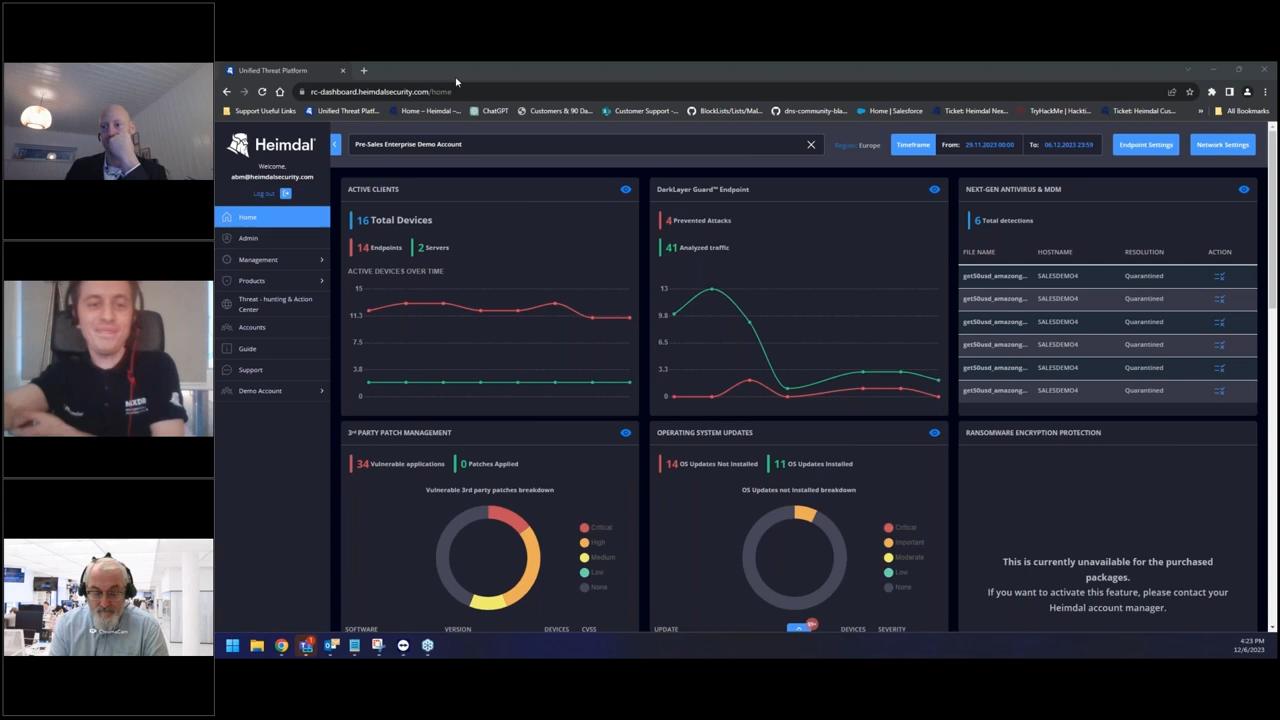 Unified Threat Platform
rc-dashboard.heimdalsecurity.com/home
Support Useful Links
Unified Threat Platf...
Home – Heimdal –...
ChatGPT
Customers & 90 Da...
Customer Support -...
BlockLists/Lists/Mal...
dns-community-bla...
Home | Salesforce
Ticket: Heimdal Nex...
TryHackMe | Hackti...
Ticket: Heimdal Cus...
»
All Bookmarks
Heimdal®
Welcome,
abm@heimdalsecurity.com
Log out
Home
Admin
Management
Products
Threat - hunting & Action
Center
Accounts
Guide
Support
Demo Account
Pre-Sales Enterprise Demo Account
Region: Europe
Timeframe
From: 29.11.2023 00:00
To: 06.12.2023 23:59
Endpoint Settings
Network Settings
ACTIVE CLIENTS
16 Total Devices
14 Endpoints
2 Servers
ACTIVE DEVICES OVER TIME
15
11.3
7.5
3.8
0
DarkLayer Guard™ Endpoint
4 Prevented Attacks
41 Analyzed traffic
13
9.8
6.5
3.3
0
NEXT-GEN ANTIVIRUS & MDM
6 Total detections
FILE NAME HOSTNAME RESOLUTION ACTION
get50usd_amazong... SALESDEMO4 Quarantined
get50usd_amazong... SALESDEMO4 Quarantined
get50usd_amazong... SALESDEMO4 Quarantined
get50usd_amazong... SALESDEMO4 Quarantined
get50usd_amazong... SALESDEMO4 Quarantined
get50usd_amazong... SALESDEMO4 Quarantined
3rd PARTY PATCH MANAGEMENT
34 Vulnerable applications
0 Patches Applied
Vulnerable 3rd party patches breakdown
Critical
High
Medium
Low
None
SOFTWARE VERSION DEVICES CVSS
OPERATING SYSTEM UPDATES
14 OS Updates Not Installed
11 OS Updates Installed
OS Updates not Installed breakdown
Critical
Important
Moderate
Low
None
UPDATE DEVICES SEVERITY
RANSOMWARE ENCRYPTION PROTECTION
This is currently unavailable for the purchased
packages.
If you want to activate this feature, please contact your
Heimdal account manager.
ChromaCam
4:23 PM
12/6/2023